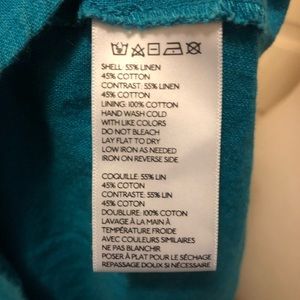 SHELL: 55% LINEN
45% COTTON
CONTRAST: 55% LINEN
45% COTTON
LINING: 100% COTTON
HAND WASH COLD
WITH LIKE COLORS
DO NOT BLEACH
LAY FLAT TO DRY
LOW IRON AS NEEDED
IRON ON REVERSE SIDE
COQUILLE: 55% LIN
45% COTON
CONTRASTE: 55% LIN
45% COTON
DOUBLURE: 100% COTON
LAVAGE À LA MAIN À
TEMPÉRATURE FROIDE
AVEC COULEURS SIMILAIRES
NE PAS BLANCHIR
POSER À PLAT POUR LE SÉCHAGE
REPASSAGE DOUX SI NÉCESSAIRE